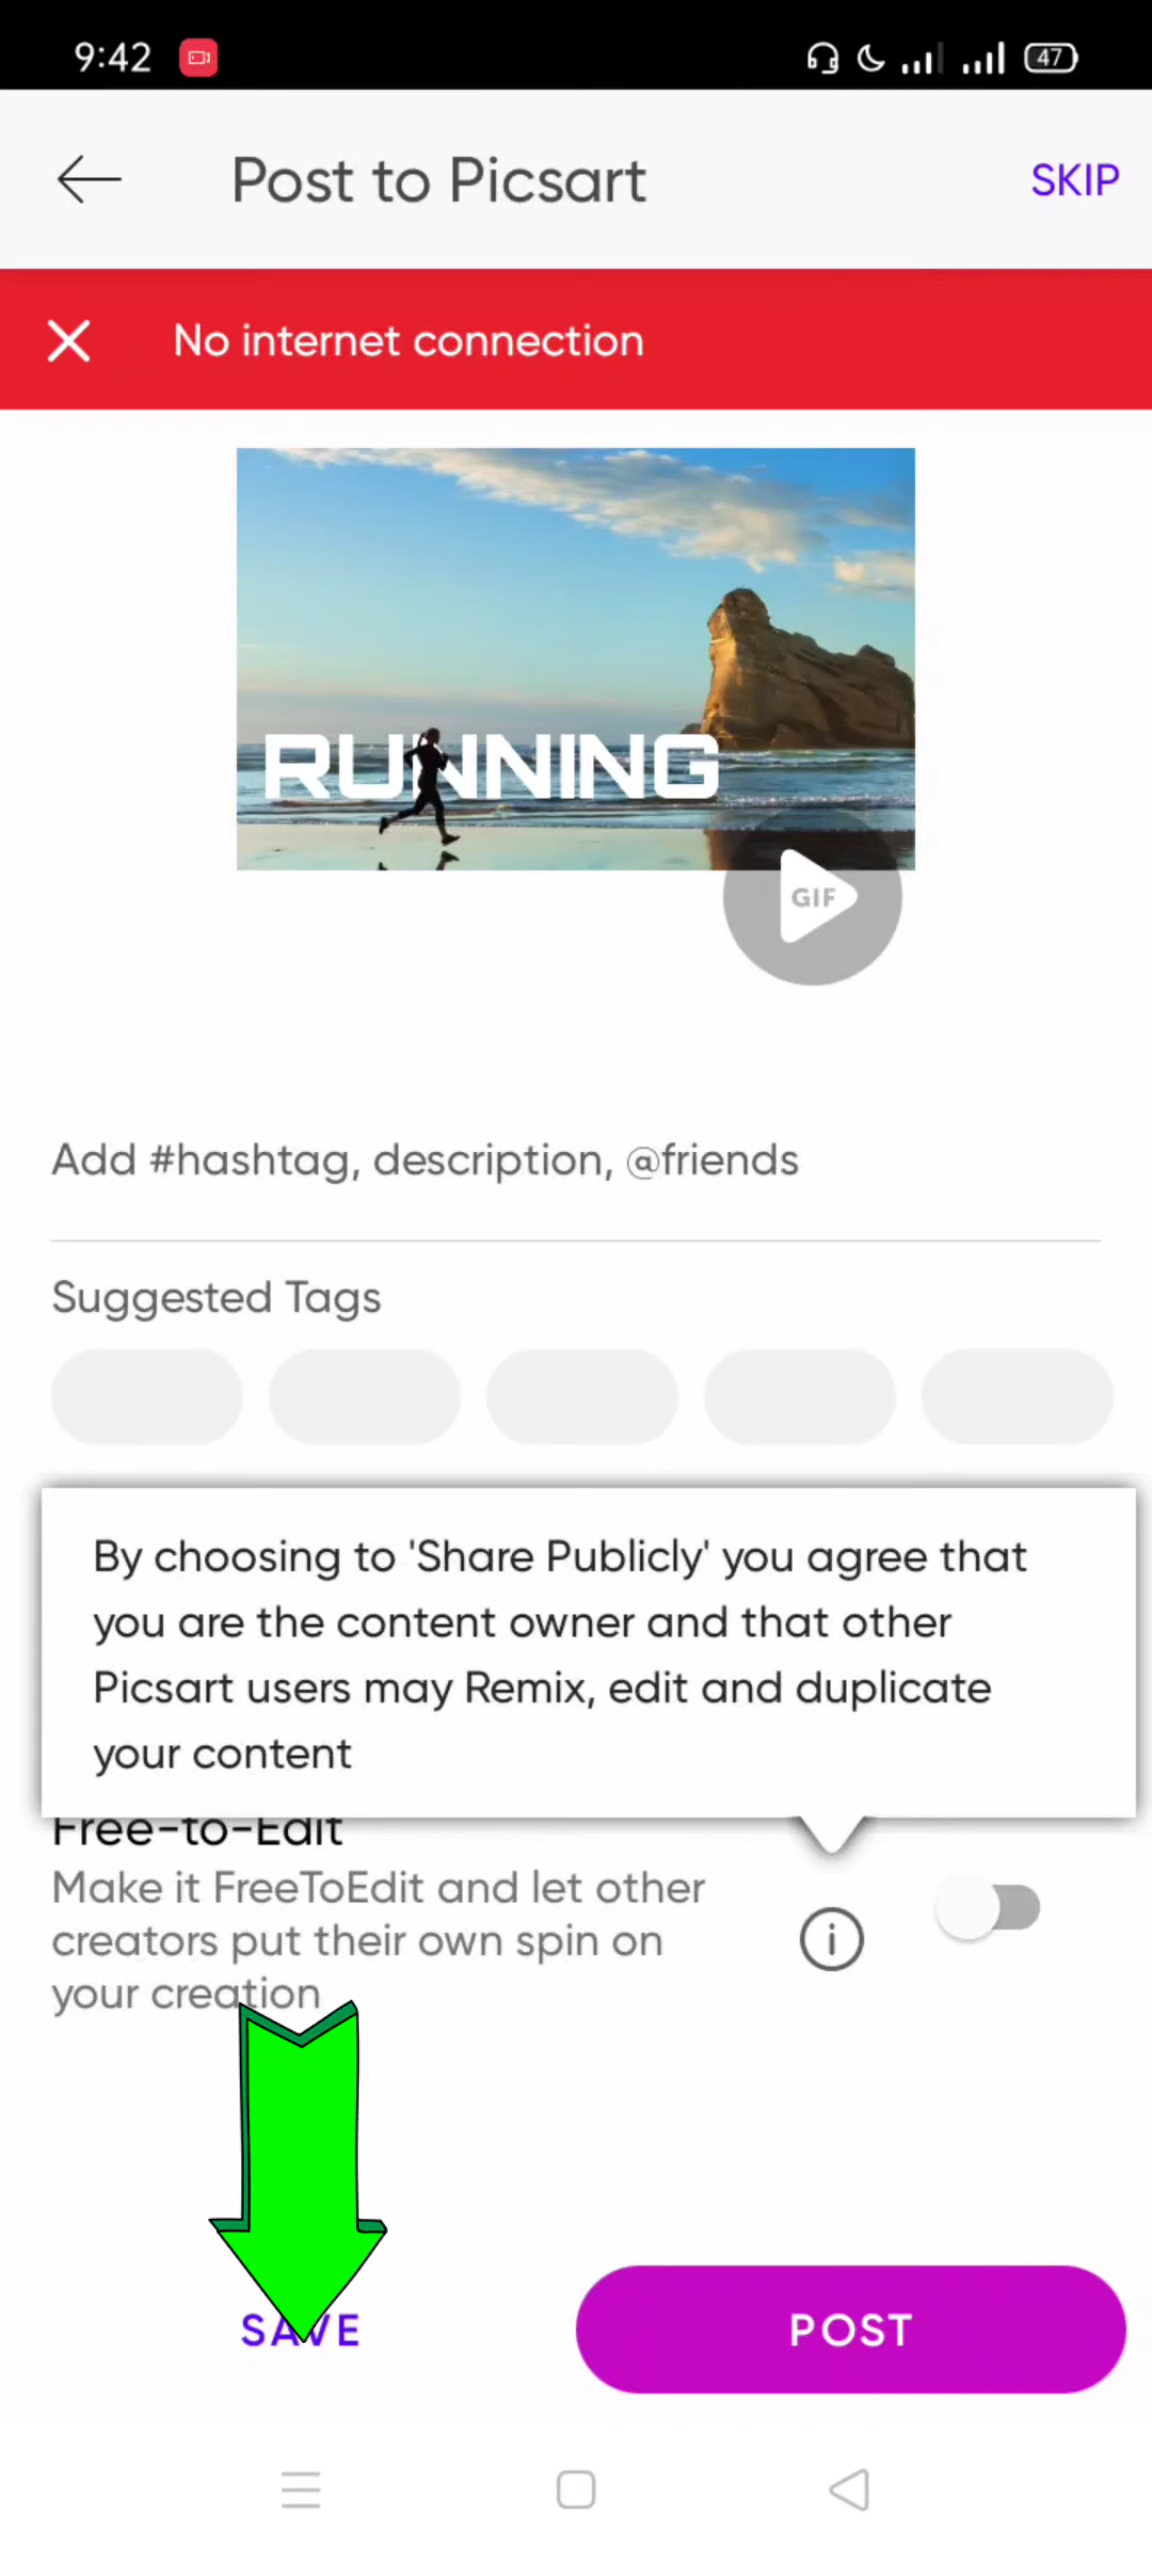 9:42
47
Post to Picsart
SKIP
No internet connection
RUNNING
GIF
Add #hashtag, description, @friends
Suggested Tags
By choosing to 'Share Publicly' you agree that
you are the content owner and that other
Picsart users may Remix, edit and duplicate
your content
Free-to-Edit
Make it FreeToEdit and let other
creators put their own spin on
your creation
SAVE
POST